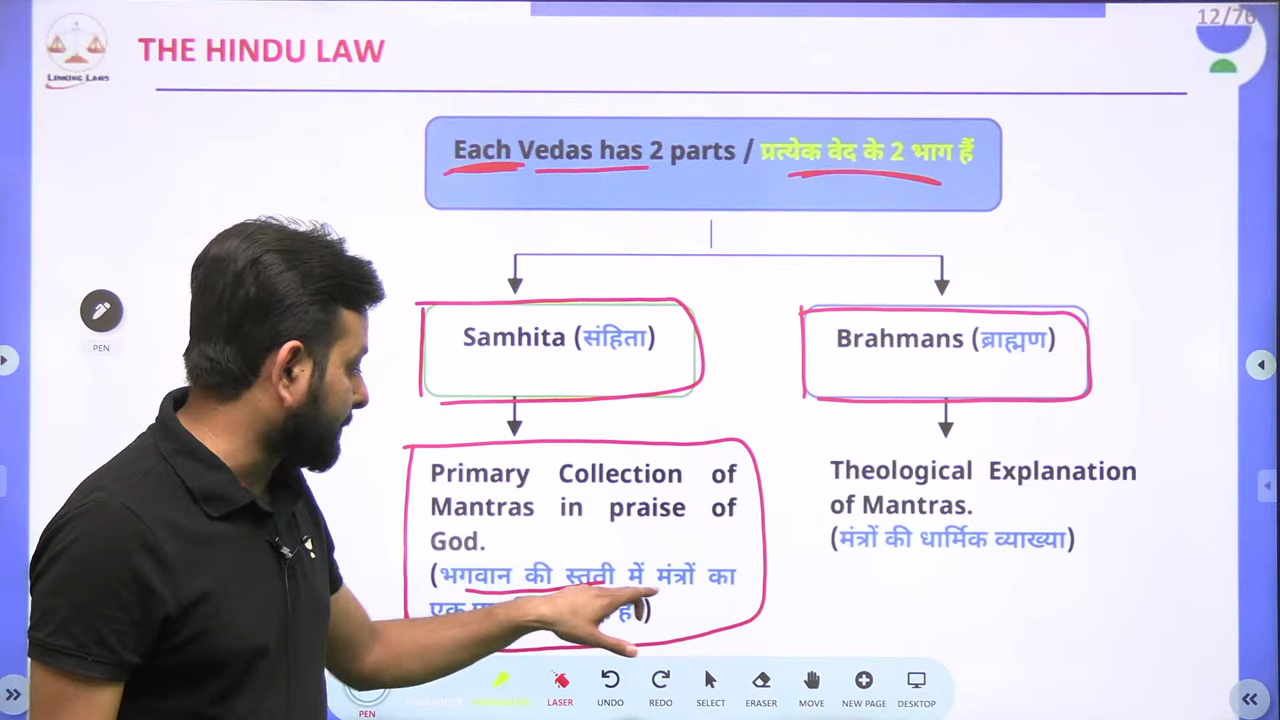 12/76
THE HINDU LAW
LINKING LAWS
Each Vedas has 2 parts / प्रत्येक वेद के 2 भाग हैं
Samhita (संहिता)
Brahmans (ब्राह्मण)
Primary Collection of
Mantras in praise of
God.
(भगवान की स्तुती में मंत्रों का
एक
है)
Theological Explanation
of Mantras.
(मंत्रों की धार्मिक व्याख्या)
PEN
PEN
LASER
UNDO
REDO
SELECT
ERASER
MOVE
NEW PAGE
DESKTOP